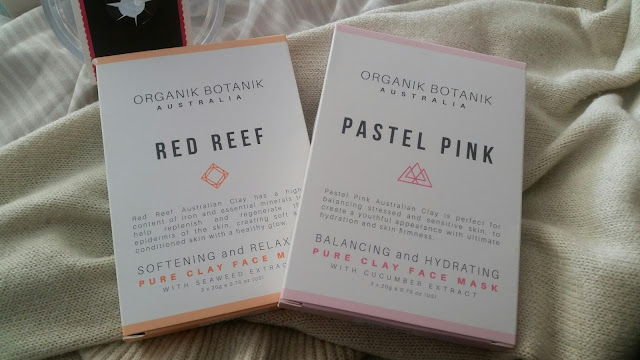 ORGANIK BOTANIK
AUSTRALIA
RED REEF
Red Reef Australian Clay has a high
content of iron and essential minerals to
help replenish and regenerate
epidermis of the skin, creating soft
conditioned skin with a healthy glow.
SOFTENING and RELAX
PURE CLAY FACE M
WITH SEAWEED EXTRACT
ORGANIK BOTANIK
AUSTRALIA
PASTEL PINK
Pastel Pink Australian Clay is perfect for
balancing stressed and sensitive skin, to
create a youthful appearance with ultimate
hydration and skin firmness.
BALANCING and HYDRATING
PURE CLAY FACE MASK
WITH CUCUMBER EXTRACT